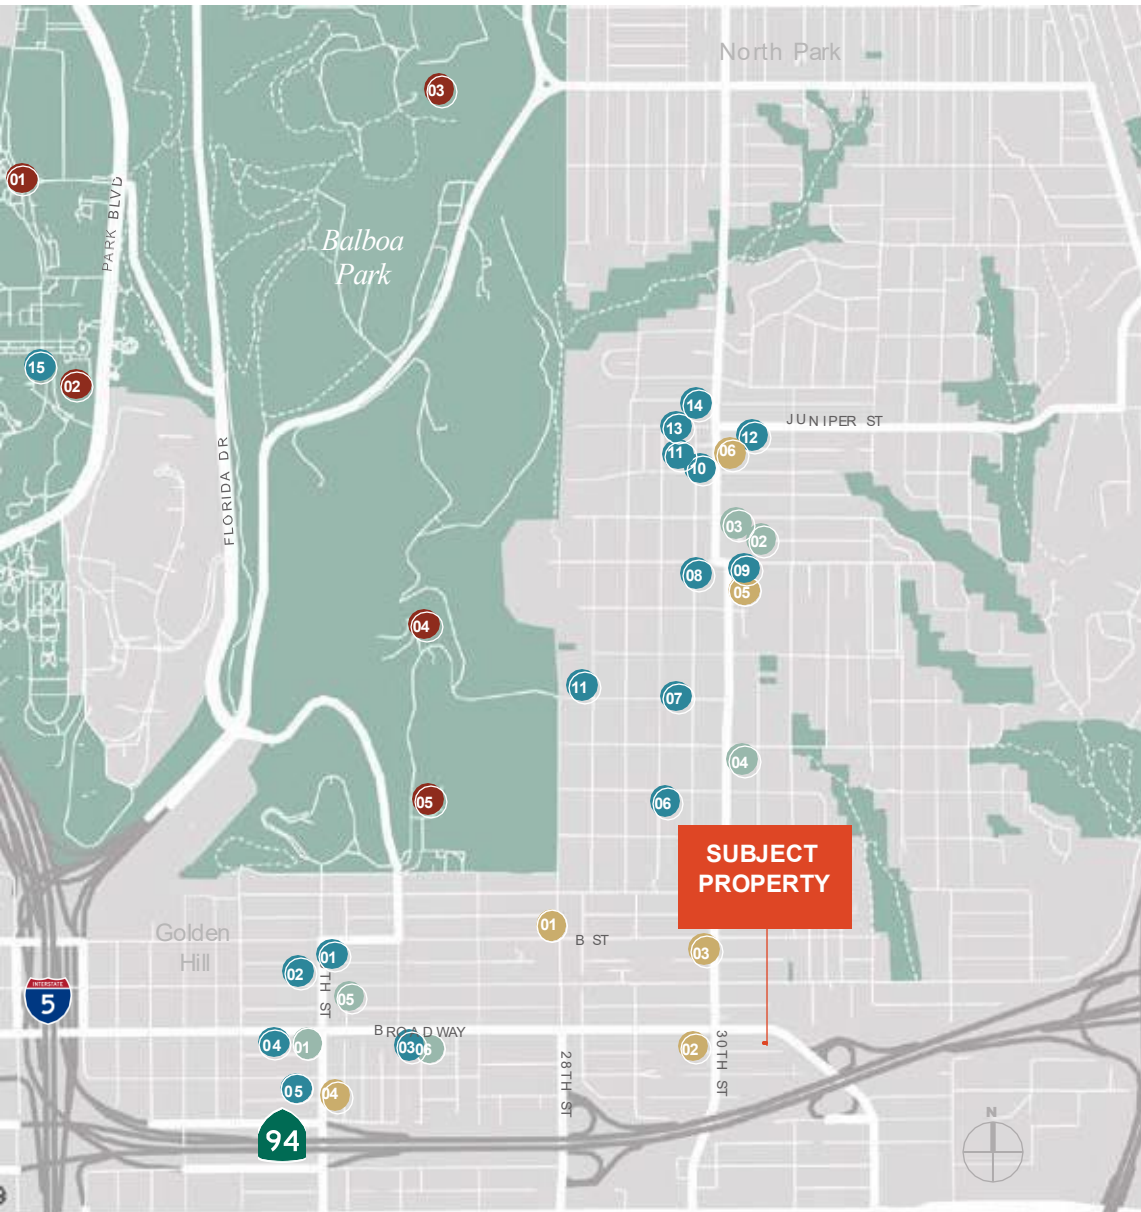 North Park
03
01
PARK BLVD
Balboa
Park
15
02
14
JUNIPER ST
13
12
11
06
10
FLORIDA DR
03
02
09
08
05
04
11
07
04
05
06
SUBJECT
PROPERTY
01
Golden
Hill
B ST
03
01
02
TH ST
05
INTERSTATE
5
BROADWAY
04
01
03
06
02
30TH ST
28TH ST
05
04
94
N